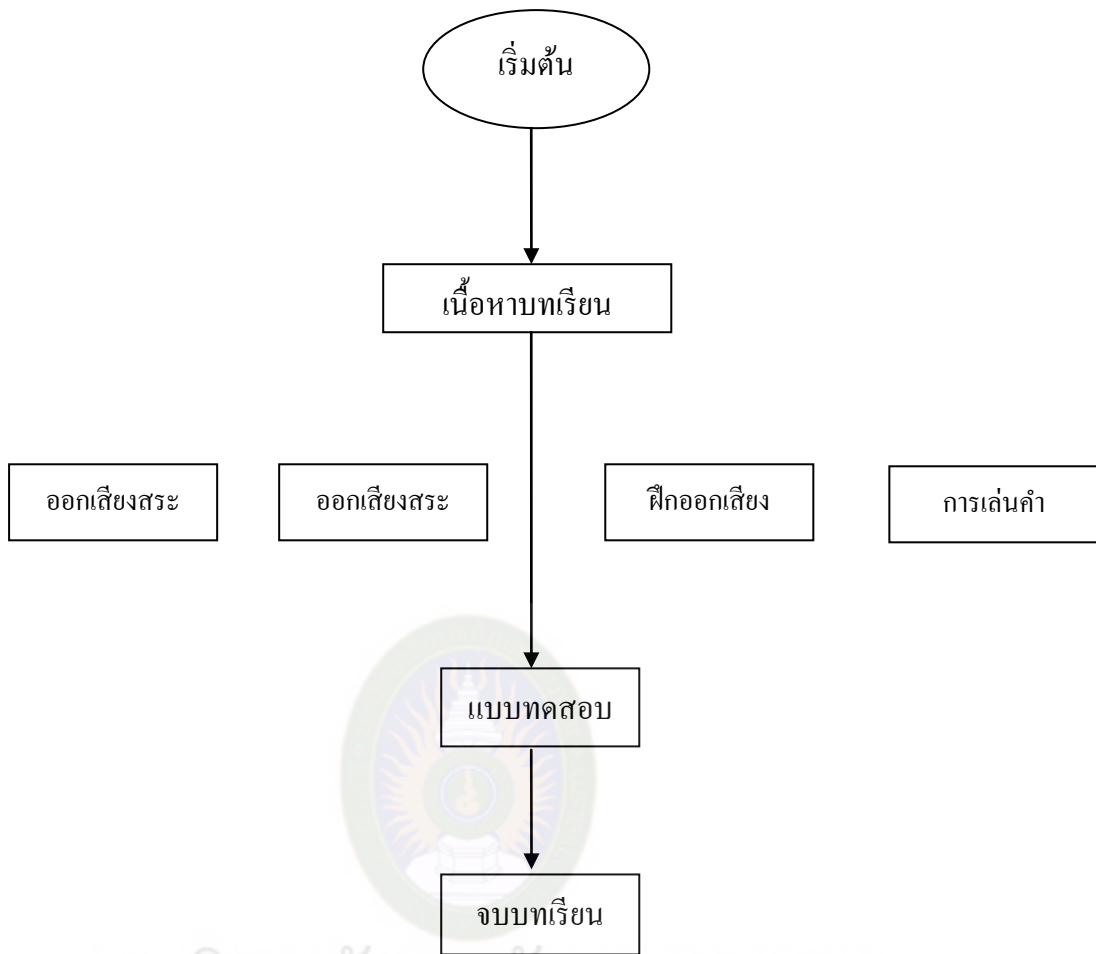 เริ่มต้น
เนื้อหาบทเรียน
ออกเสียงสระ
ออกเสียงสระ
ฝึกออกเสียง
การเล่นคำ
แบบทดสอบ
จบบทเรียน